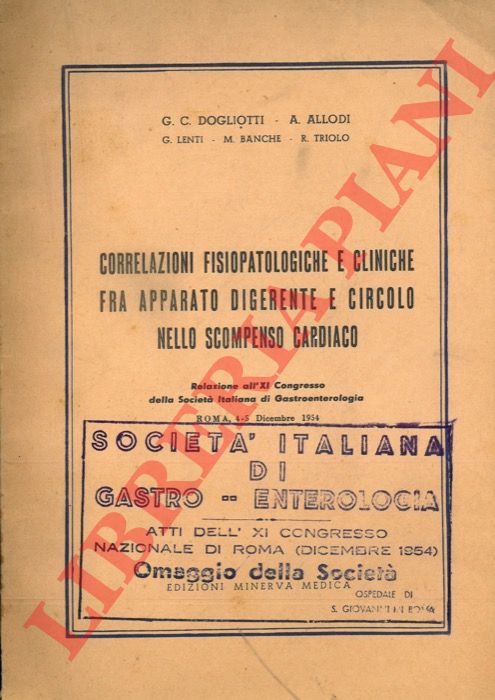 G. C. DOGLIOTTI - A. ALLODI
G. LENTI - M. BANCHE - R. TRIOLO
CORRELAZIONI FISIOPATOLOGICHE E CLINICHE
FRA APPARATO DIGERENTE E CIRCOLO
NELLO SCOMPENSO CARDIACO
Relazione all'XI Congresso
della Società Italiana di Gastroenterologia
ROMA, 4-5 Dicembre 1954
SOCIETA' ITALIANA
DI
GASTRO -- ENTEROLOGIA
ATTI DELL' XI CONGRESSO
NAZIONALE DI ROMA (DICEMBRE 1954)
Omaggio della Società
EDIZIONI MINERVA MEDICA
OSPEDALE DI
S. GIOVANNI DI ROMA
LIBRERIA PIANI